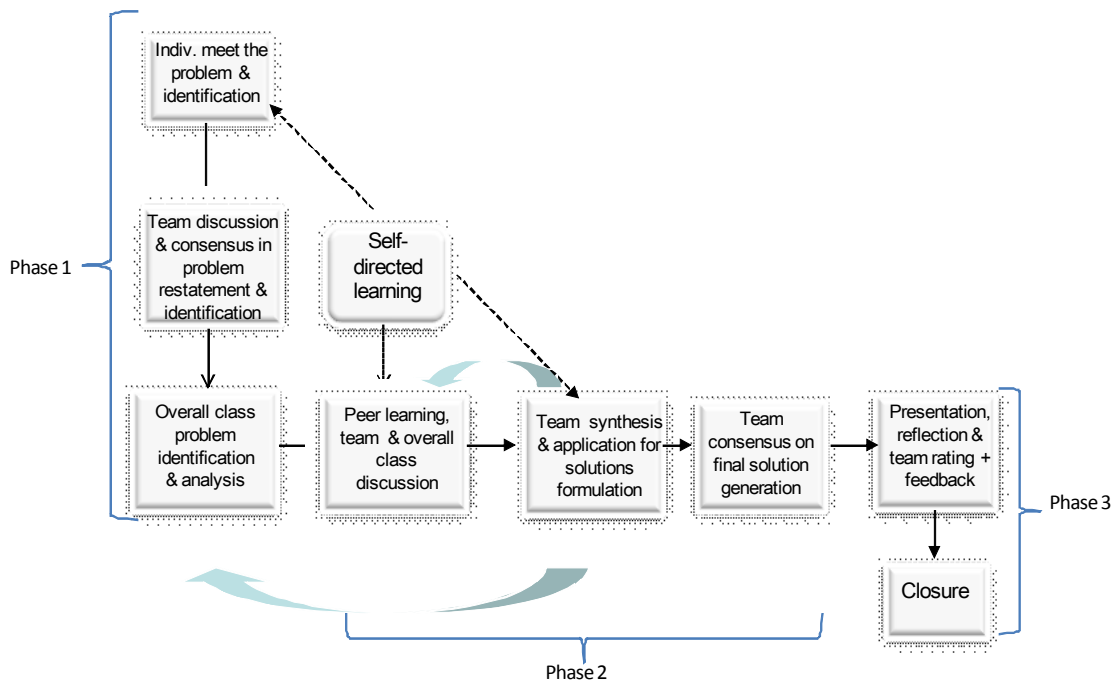 Indiv. meet the
problem &
identification
Team discussion
& consensus in
problem
restatement &
identification
Phase 1
Self-
directed
learning
Overall class
problem
identification
& analysis
Peer learning,
team & overall
class
discussion
Team synthesis
& application for
solutions
formulation
Team
consensus on
final solution
generation
Presentation,
reflection &
team rating +
feedback
Phase 3
Closure
Phase 2